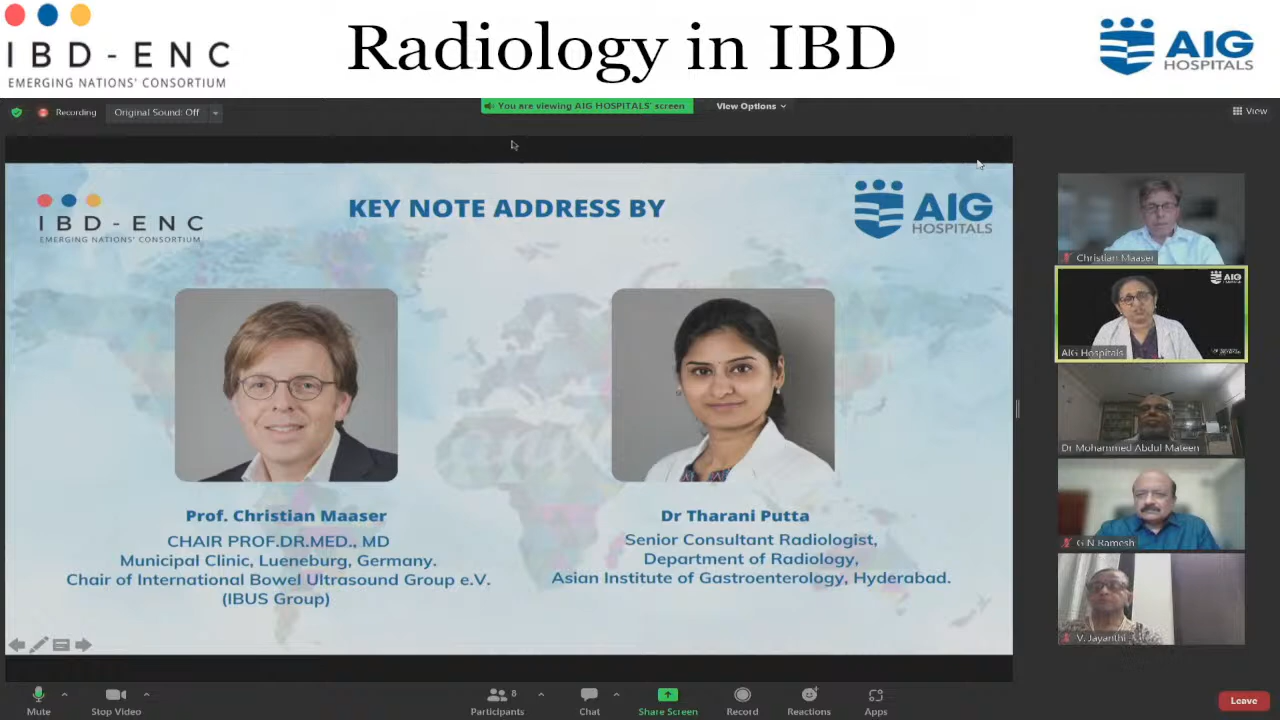 IBD-ENC
EMERGING NATIONS' CONSORTIUM
Radiology in IBD
AIG
HOSPITALS
Recording
Original Sound: Off
You are viewing AIG HOSPITALS' screen
View Options
View
IBD-ENC
EMERGING NATIONS' CONSORTIUM
KEY NOTE ADDRESS BY
AIG
HOSPITALS
Prof. Christian Maaser
CHAIR PROF.DR.MED., MD
Municipal Clinic, Lueneburg, Germany.
Chair of International Bowel Ultrasound Group e.V.
(IBUS Group)
Dr Tharani Putta
Senior Consultant Radiologist,
Department of Radiology,
Asian Institute of Gastroenterology, Hyderabad.
Christian Maaser
AIG
AIG Hospitals
Dr Mohammed Abdul Mateen
G N Ramesh
V. Jayanthi
Mute
Stop Video
Participants
8
Chat
Share Screen
Record
Reactions
Apps
Leave